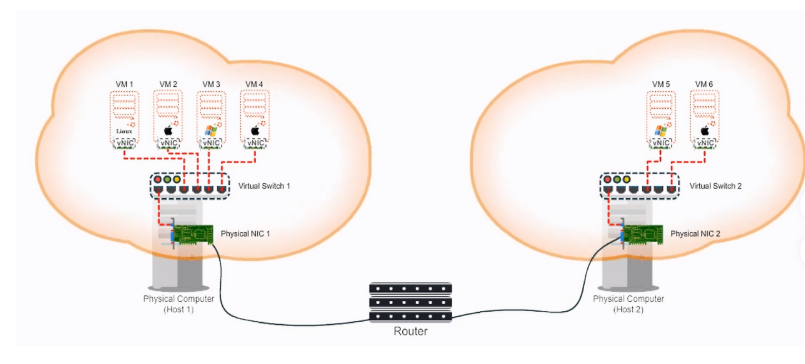 VM 1
VM 2
VM 3
VM 4
Linux
vNIC
vNIC
vNIC
vNIC
Virtual Switch 1
Physical NIC 1
Physical Computer
(Host 1)
Router
VM 5
VM 6
vNIC
vNIC
Virtual Switch 2
Physical NIC 2
Physical Computer
(Host 2)